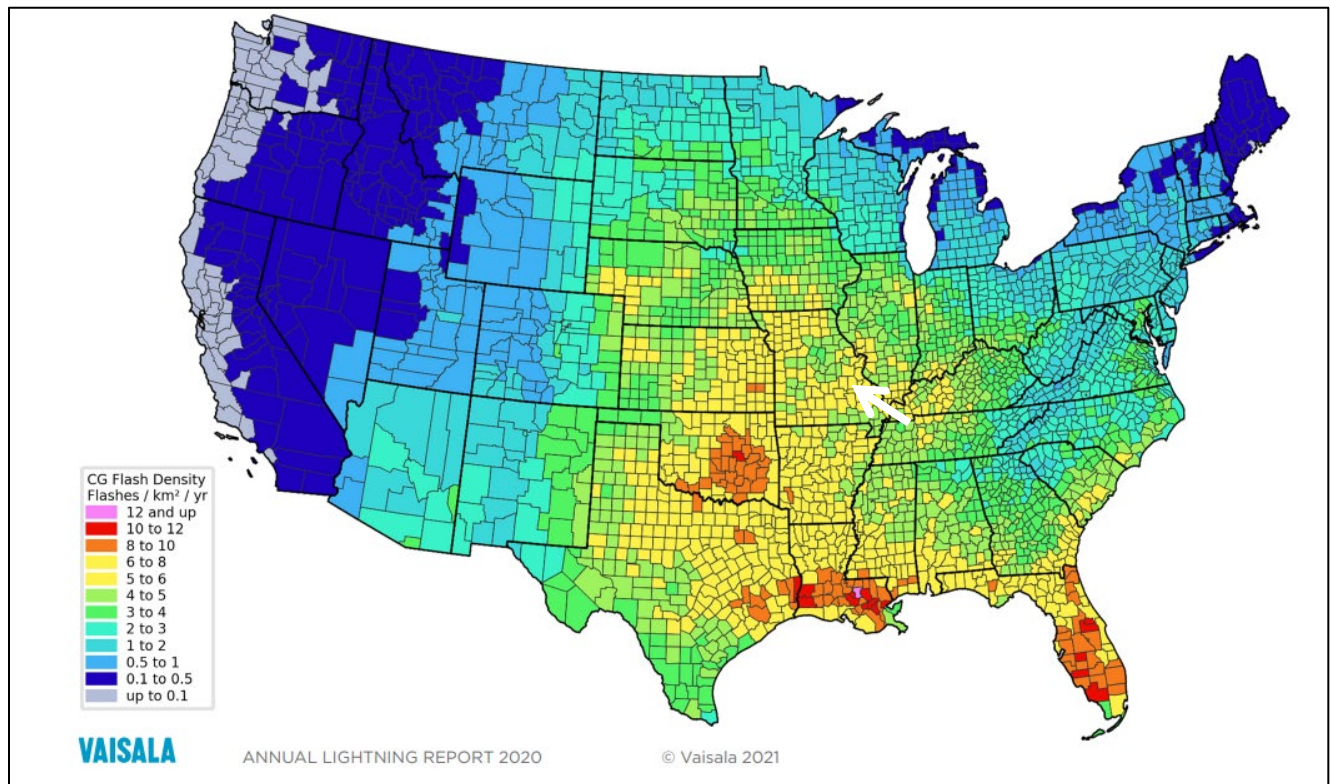 CG Flash Density
Flashes / km² / yr
12 and up
10 to 12
8 to 10
6 to 8
5 to 6
4 to 5
3 to 4
2 to 3
1 to 2
0.5 to 1
0.1 to 0.5
up to 0.1
VAISALA ANNUAL LIGHTNING REPORT 2020 © Vaisala 2021